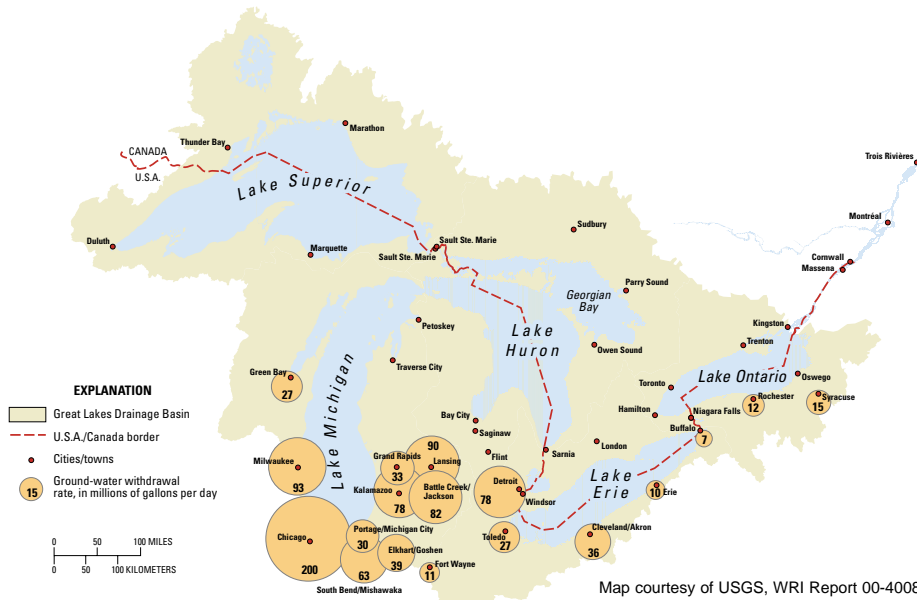 Marathon
Thunder Bay
CANADA
U.S.A.
Trois Rivières
Lake Superior
Montréal
Sudbury
Duluth
Marquette
Sault Ste. Marie
Sault Ste. Marie
Cornwall
Massena
Parry Sound
Georgian
Bay
Petoskey
Kingston
Lake
Huron
Trenton
Owen Sound
Traverse City
Lake Michigan
Green Bay
27
Lake Ontario
Oswego
Toronto
Rochester
12
Syracuse
15
EXPLANATION
Great Lakes Drainage Basin
U.S.A./Canada border
Cities/towns
15
Ground-water withdrawal
rate, in millions of gallons per day
Hamilton
Niagara Falls
Buffalo
7
Bay City
Saginaw
Flint
London
Sarnia
90
Lansing
Grand Rapids
33
Milwaukee
93
Kalamazoo
78
Battle Creek/
Jackson
82
Detroit
78
Windsor
Lake
Erie
10
Erie
Cleveland/Akron
36
Toledo
27
Portage/Michigan City
30
Chicago
200
Elkhart/Goshen
39
63
South Bend/Mishawaka
Fort Wayne
11
0 50 100 MILES
0 50 100 KILOMETERS
Map courtesy of USGS, WRI Report 00-4008